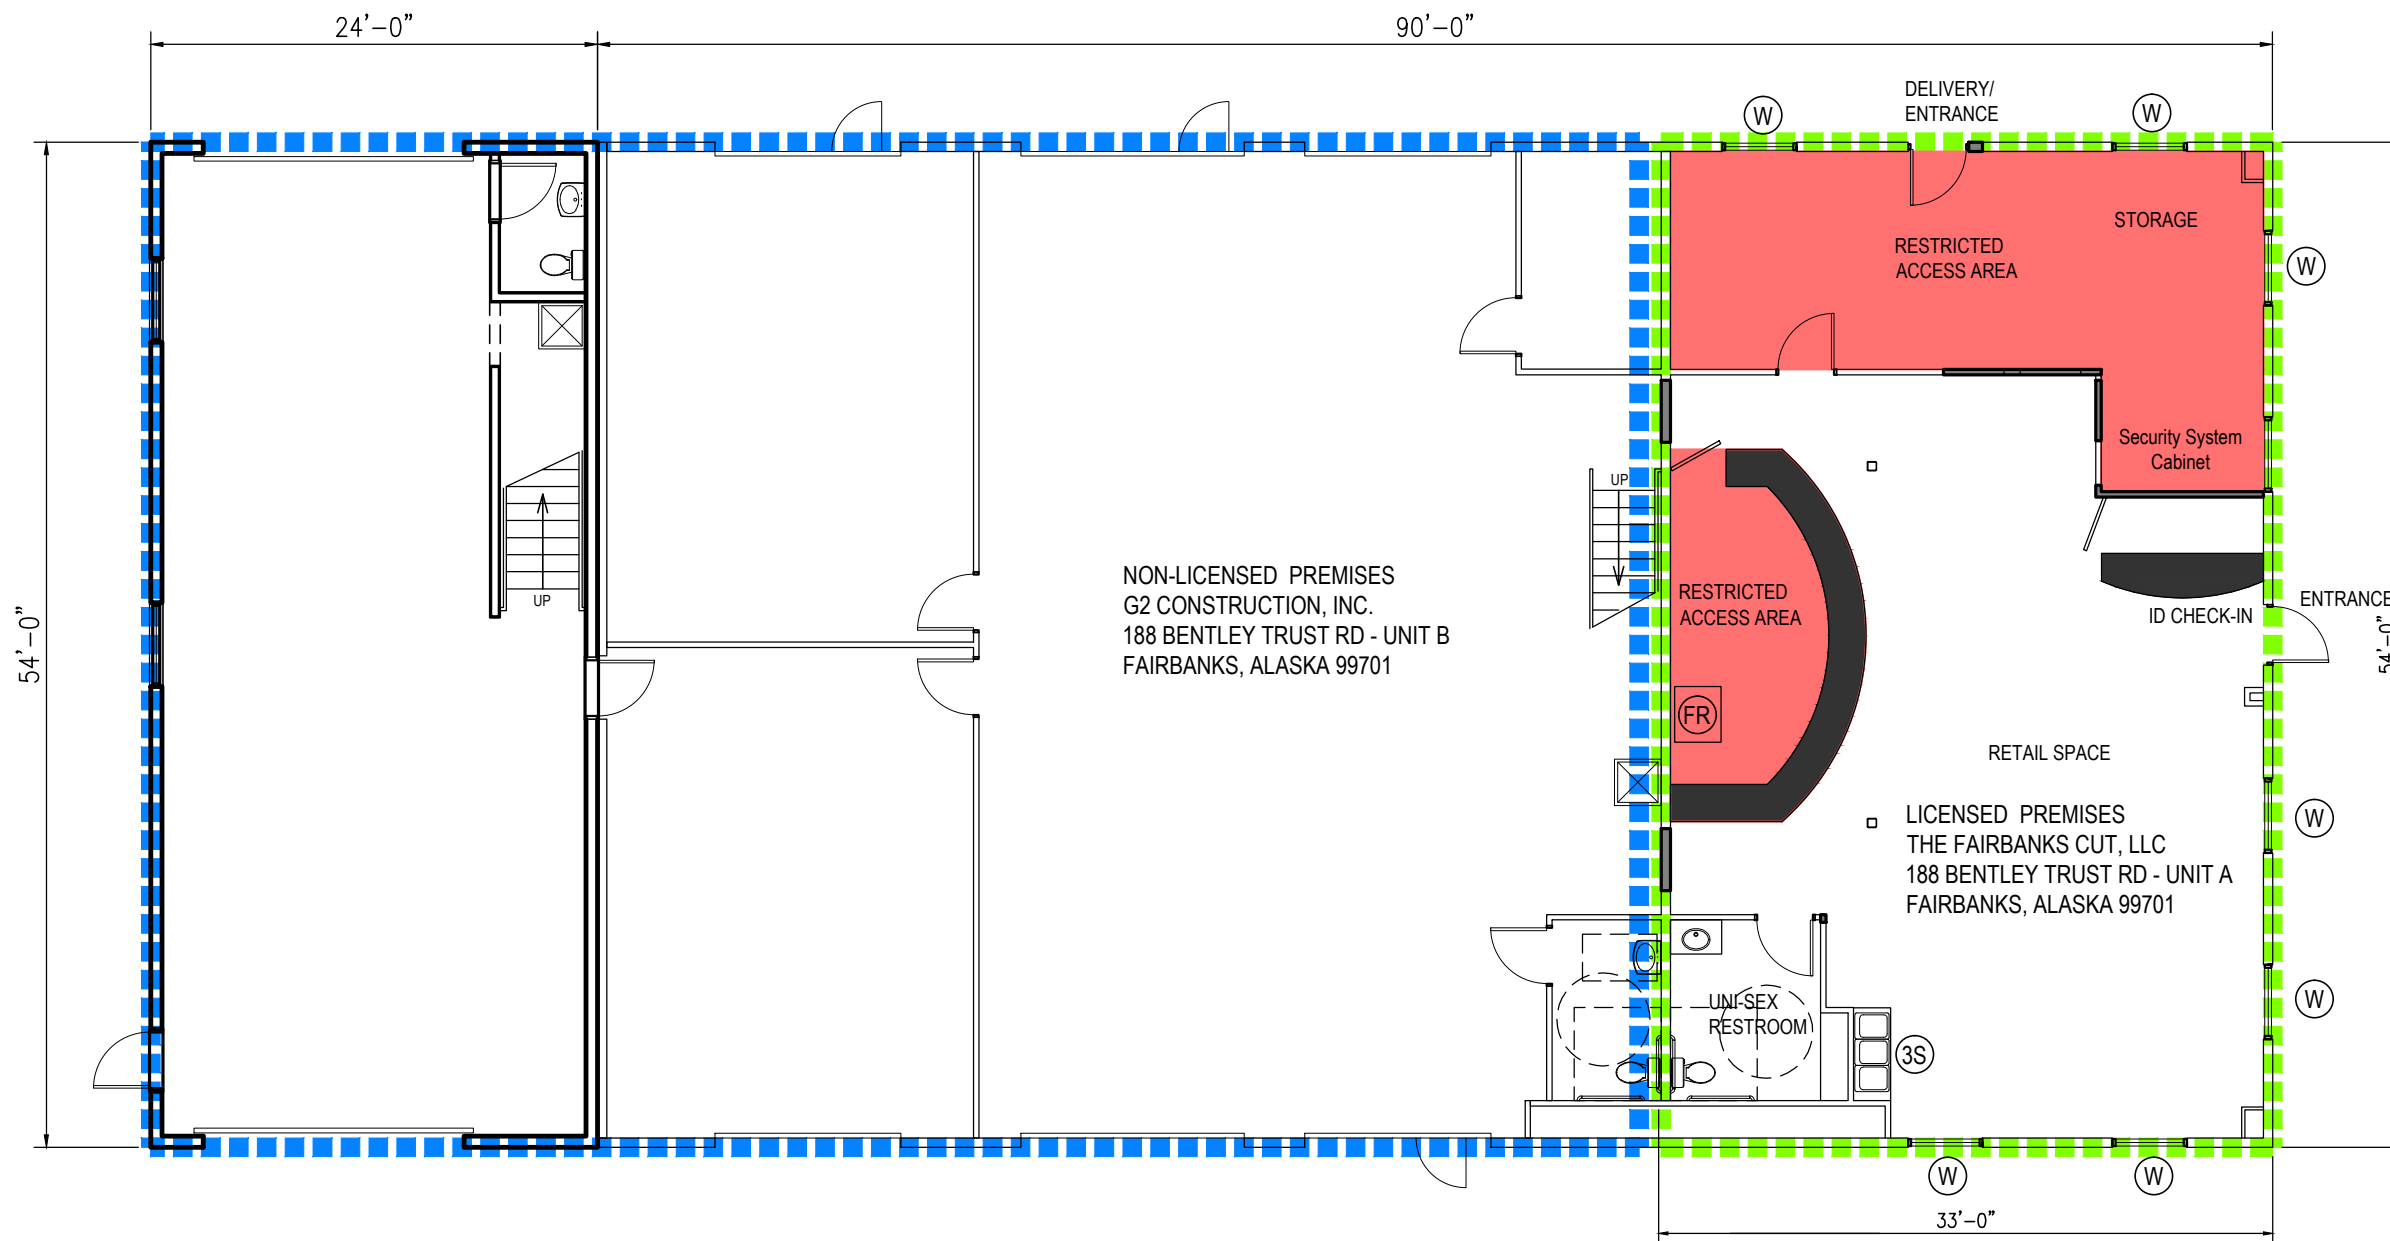 24'-0"
90'-0"
DELIVERY/
ENTRANCE
W
W
STORAGE
RESTRICTED
ACCESS AREA
W
Security System
Cabinet
UP
UP
NON-LICENSED PREMISES
G2 CONSTRUCTION, INC.
188 BENTLEY TRUST RD - UNIT B
FAIRBANKS, ALASKA 99701
RESTRICTED
ACCESS AREA
ENTRANCE
ID CHECK-IN
54'-0"
54'-0"
FR
RETAIL SPACE
LICENSED PREMISES
THE FAIRBANKS CUT, LLC
188 BENTLEY TRUST RD - UNIT A
FAIRBANKS, ALASKA 99701
W
W
UNI-SEX
RESTROOM
3S
W
W
33'-0"